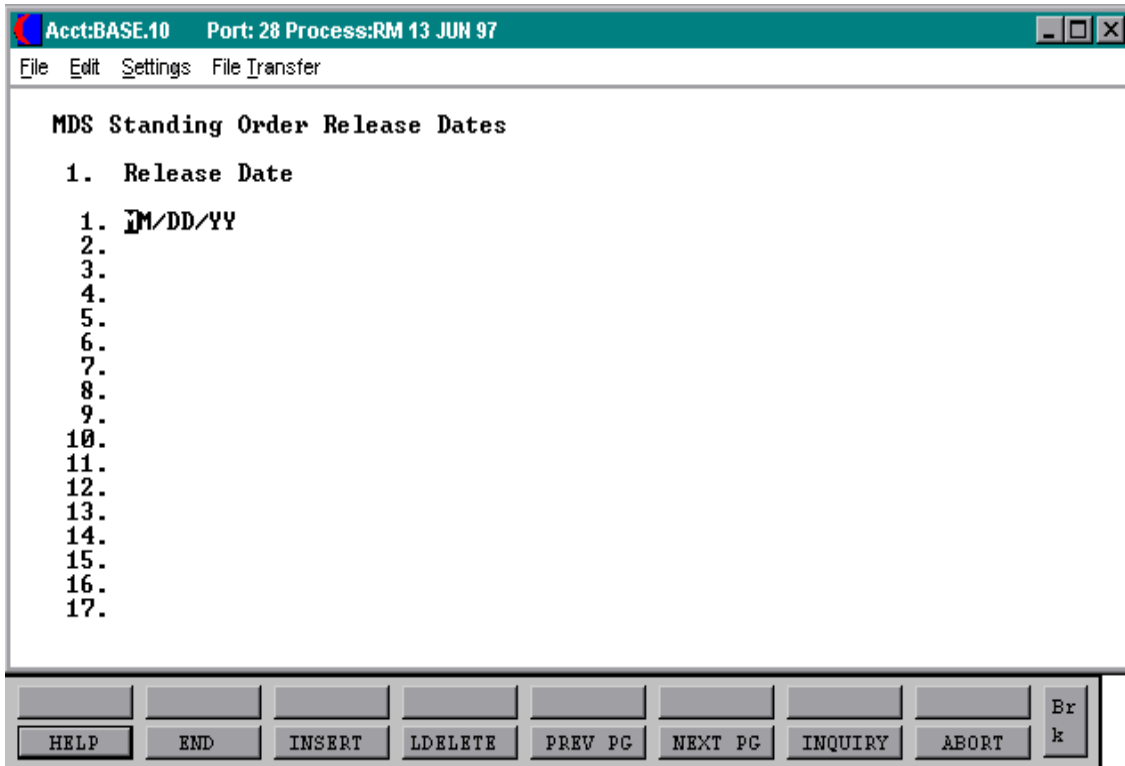 Acct:BASE.10 Port: 28 Process:RM 13 JUN 97
File Edit Settings File Transfer
MDS Standing Order Release Dates
1. Release Date
1. MM/DD/YY
2.
3.
4.
5.
6.
7.
8.
9.
10.
11.
12.
13.
14.
15.
16.
17.
HELP END INSERT LDELETE PREV PG NEXT PG INQUIRY ABORT Br
k